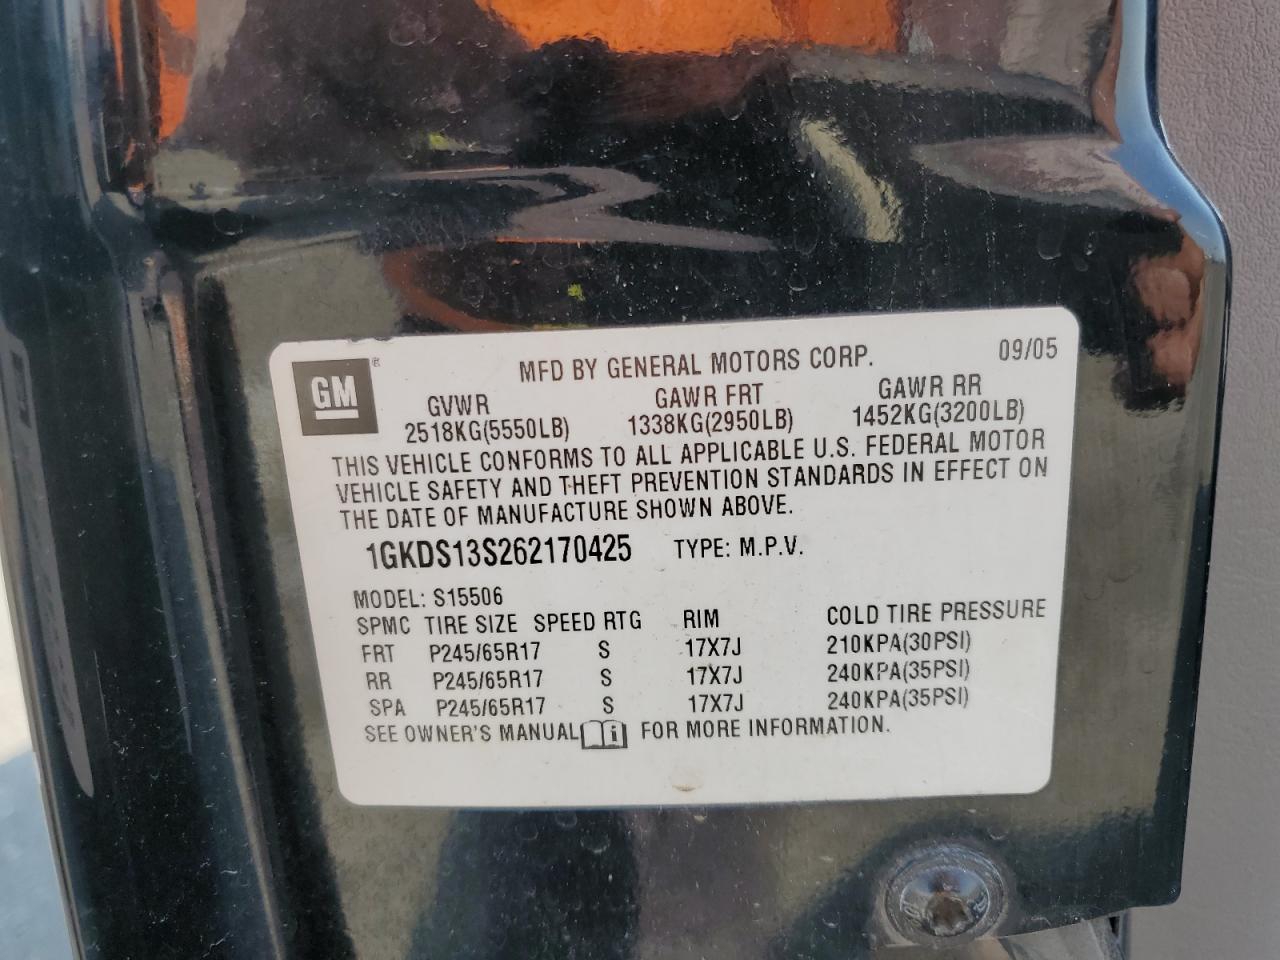 GM ®
MFD BY GENERAL MOTORS CORP. 09/05
GVWR GAWR FRT GAWR RR
2518KG(5550LB) 1338KG(2950LB) 1452KG(3200LB)
THIS VEHICLE CONFORMS TO ALL APPLICABLE U.S. FEDERAL MOTOR
VEHICLE SAFETY AND THEFT PREVENTION STANDARDS IN EFFECT ON
THE DATE OF MANUFACTURE SHOWN ABOVE.
1GKDS13S262170425 TYPE: M.P.V.
MODEL: S15506
SPMC TIRE SIZE SPEED RTG RIM COLD TIRE PRESSURE
FRT P245/65R17 S 17X7J 210KPA(30PSI)
RR P245/65R17 S 17X7J 240KPA(35PSI)
SPA P245/65R17 S 17X7J 240KPA(35PSI)
SEE OWNER'S MANUAL i FOR MORE INFORMATION.